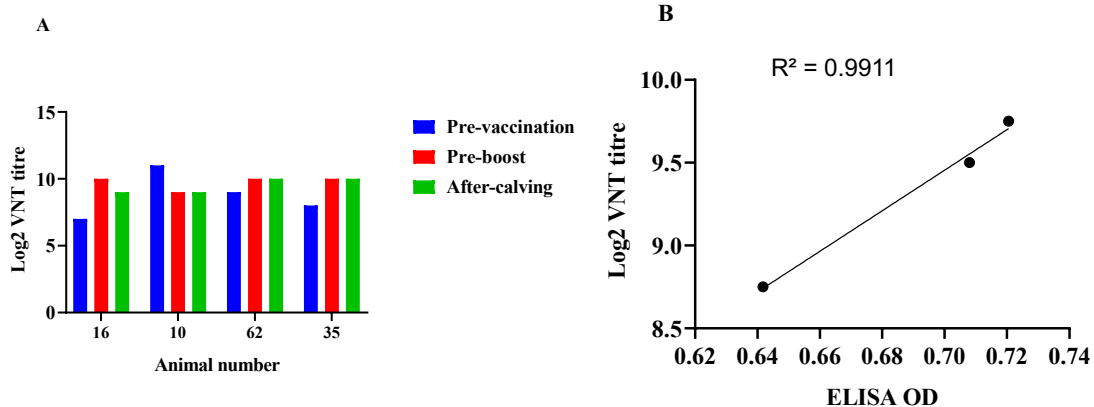 A
Log2 VNT titre
15
10
5
0
16 10 62 35
Animal number
Pre-vaccination
Pre-boost
After-calving
B
R² = 0.9911
Log2 VNT titre
10.0
9.5
9.0
8.5
0.62 0.64 0.66 0.68 0.70 0.72 0.74
ELISA OD